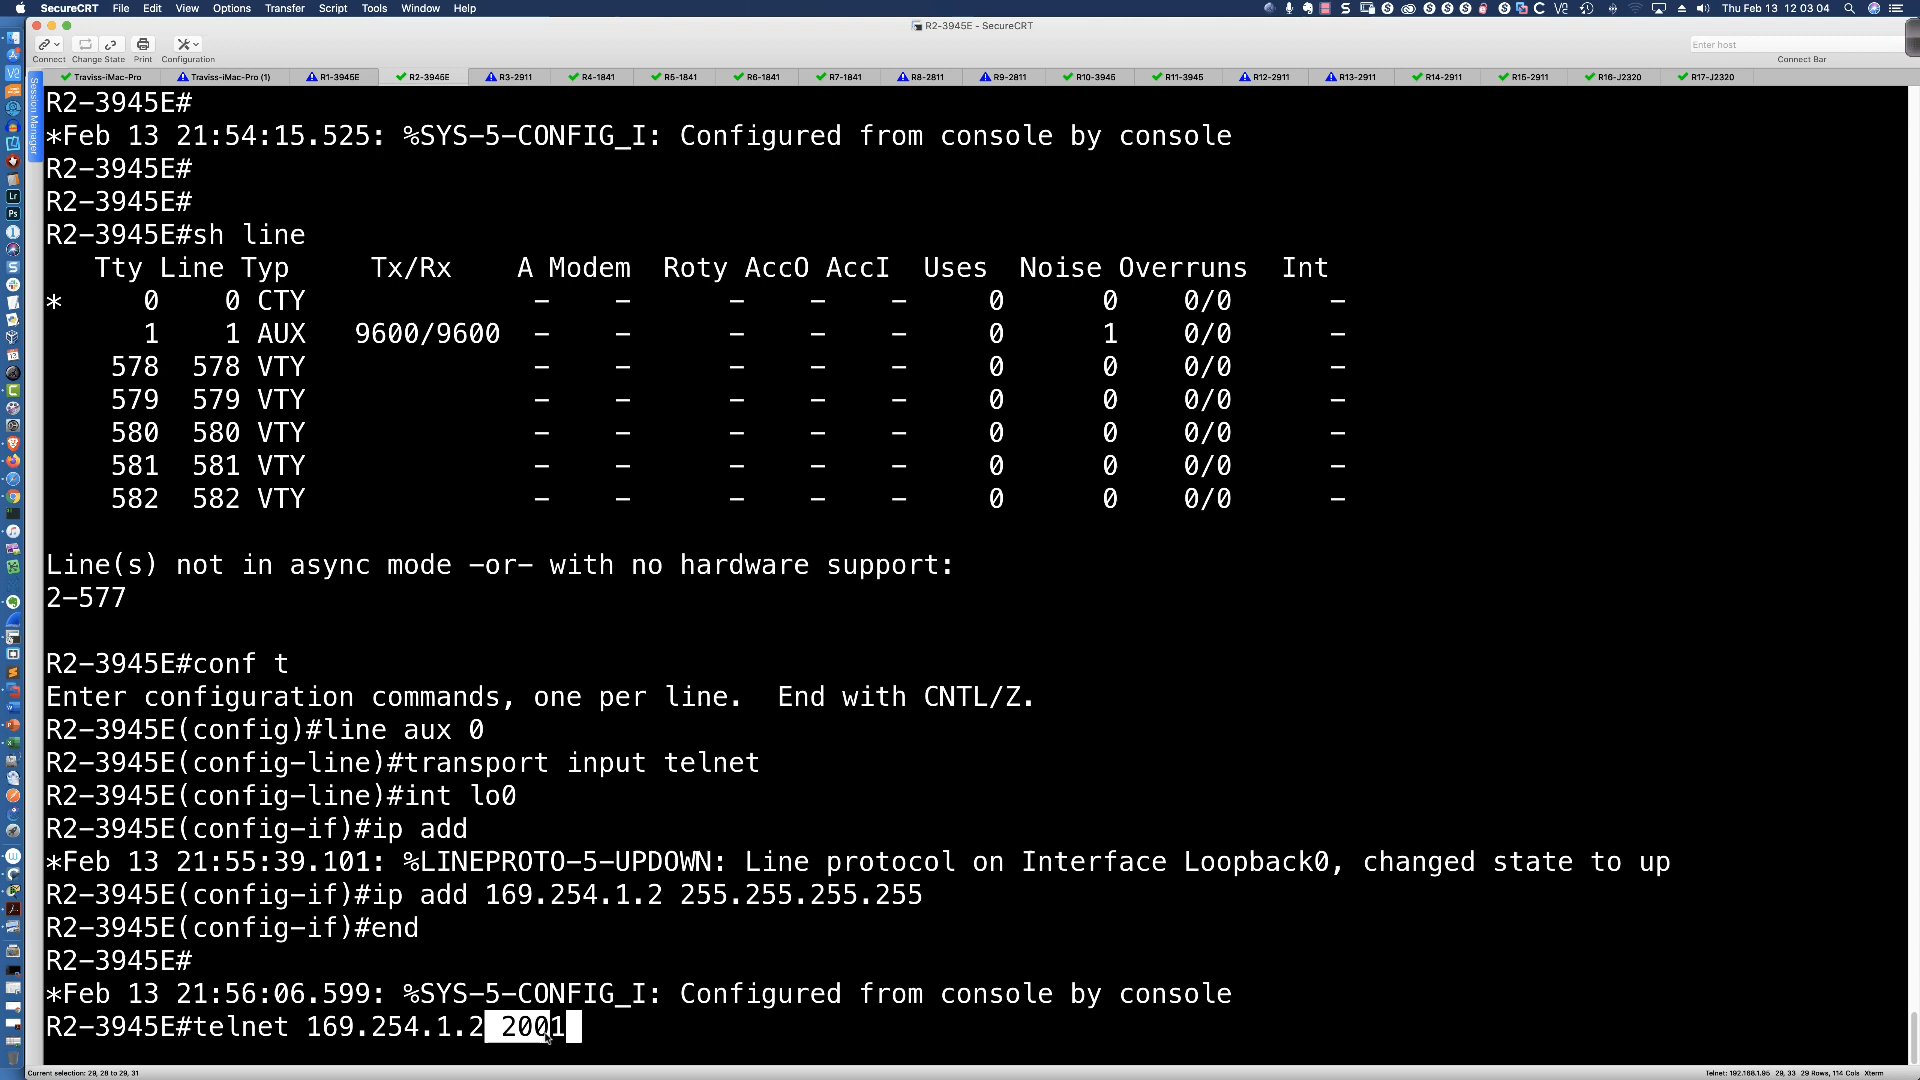 SecureCRT File Edit View Options Transfer Script Tools Window Help Thu Feb 13 12 03 04
R2-3945E - SecureCRT
Enter host
Connect Change State Print Configuration Connect Bar
Traviss-iMac-Pro Traviss-iMac-Pro (1) R1-3945E R2-3945E R3-2911 R4-1841 R5-1841 R6-1841 R7-1841 R8-2811 R9-2811 R10-3945 R11-3945 R12-2911 R13-2911 R14-2911 R15-2911 R16-J2320 R17-J2320
Session Manager
R2-3945E#
*Feb 13 21:54:15.525: %SYS-5-CONFIG_I: Configured from console by console
R2-3945E#
R2-3945E#
R2-3945E#sh line
Tty Line Typ Tx/Rx A Modem Roty AccO AccI Uses Noise Overruns Int
* 0 0 CTY - - - - - 0 0 0/0 -
1 1 AUX 9600/9600 - - - - - 0 1 0/0 -
578 578 VTY - - - - - 0 0 0/0 -
579 579 VTY - - - - - 0 0 0/0 -
580 580 VTY - - - - - 0 0 0/0 -
581 581 VTY - - - - - 0 0 0/0 -
582 582 VTY - - - - - 0 0 0/0 -
Line(s) not in async mode -or- with no hardware support:
2-577
R2-3945E#conf t
Enter configuration commands, one per line. End with CNTL/Z.
R2-3945E(config)#line aux 0
R2-3945E(config-line)#transport input telnet
R2-3945E(config-line)#int lo0
R2-3945E(config-if)#ip add
*Feb 13 21:55:39.101: %LINEPROTO-5-UPDOWN: Line protocol on Interface Loopback0, changed state to up
R2-3945E(config-if)#ip add 169.254.1.2 255.255.255.255
R2-3945E(config-if)#end
R2-3945E#
*Feb 13 21:56:06.599: %SYS-5-CONFIG_I: Configured from console by console
R2-3945E#telnet 169.254.1.2 2001
Current selection: 29, 28 to 29, 31 Telnet: 192.168.1.95 29, 33 29 Rows, 114 Cols Xterm